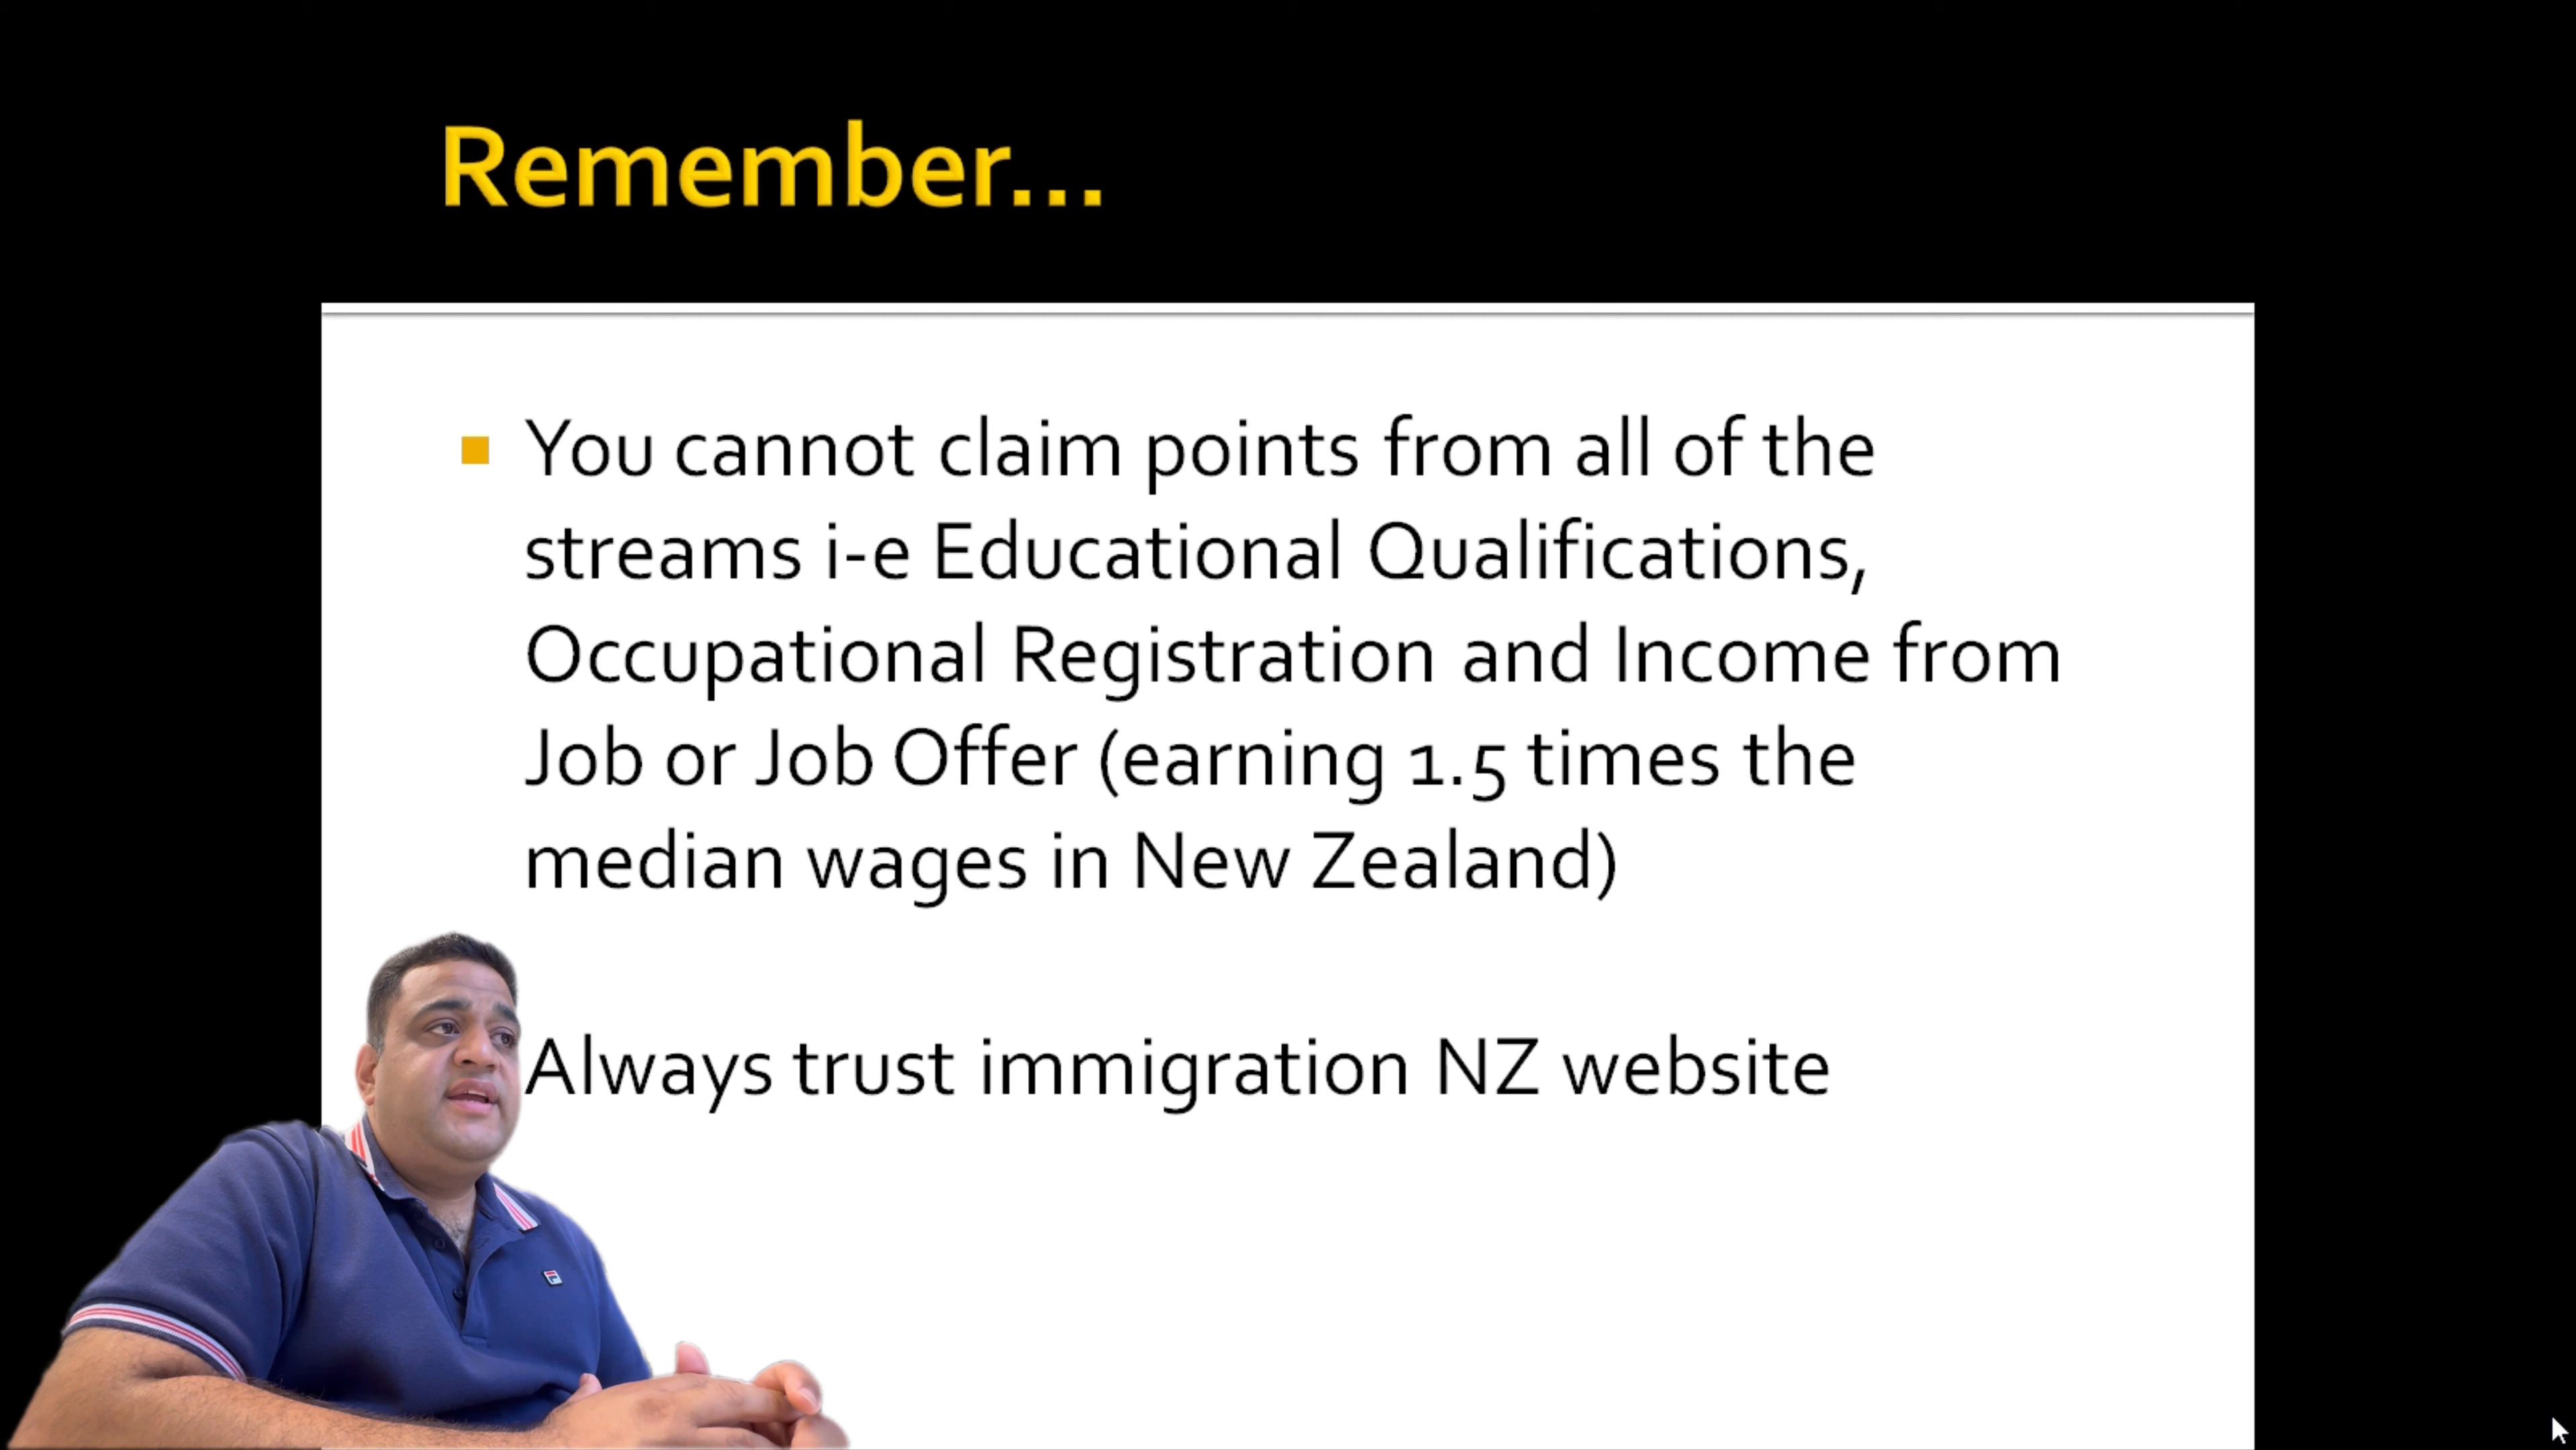 Remember...
You cannot claim points from all of the
streams i-e Educational Qualifications,
Occupational Registration and Income from
Job or Job Offer (earning 1.5 times the
median wages in New Zealand)
Always trust immigration NZ website